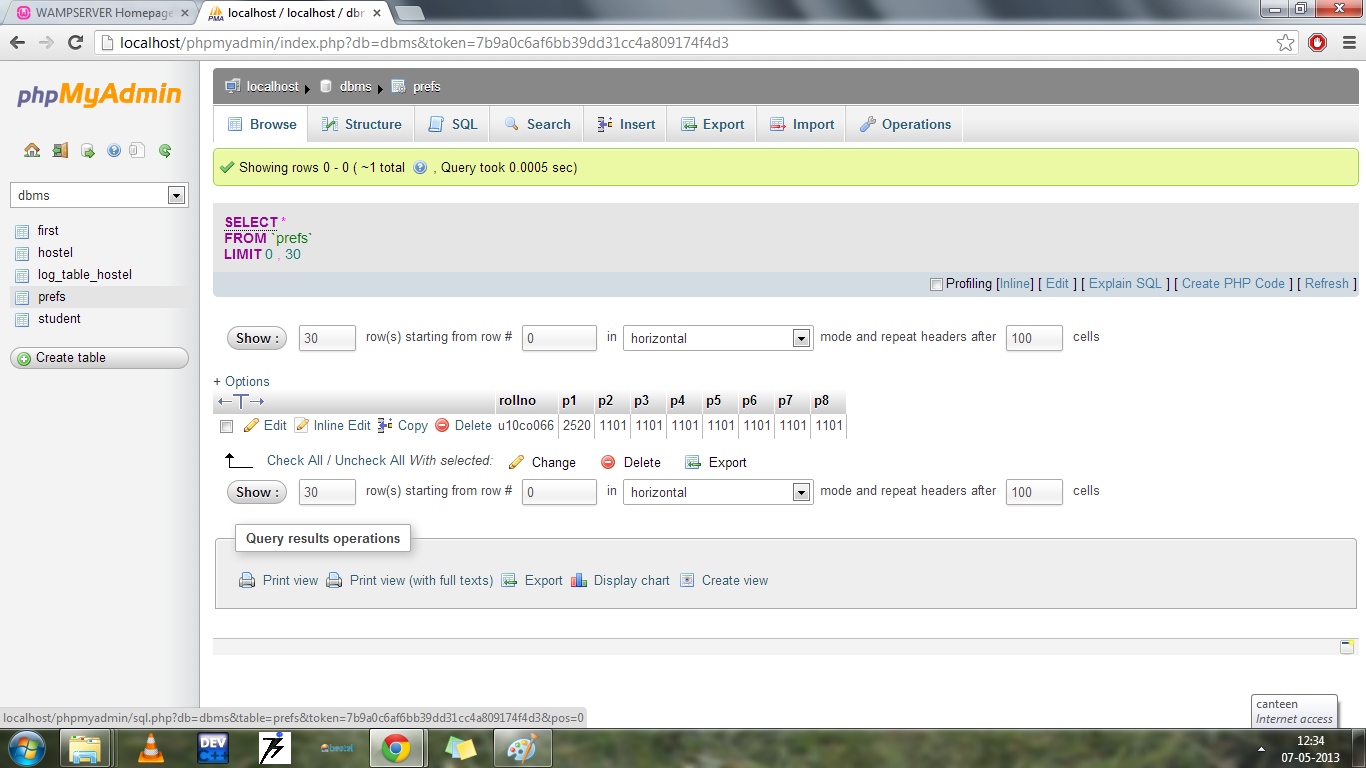 WAMPSERVER Homepage
localhost / localhost / dbm
localhost/phpmyadmin/index.php?db=dbms&token=7b9a0c6af6bb39dd31cc4a809174f4d3
phpMyAdmin
dbms
first
hostel
log_table_hostel
prefs
student
Create table
localhost dbms prefs
Browse Structure SQL Search Insert Export Import Operations
Showing rows 0 - 0 ( ~1 total , Query took 0.0005 sec)
SELECT *
FROM `prefs`
LIMIT 0 , 30
Profiling [Inline] [ Edit ] [ Explain SQL ] [ Create PHP Code ] [ Refresh ]
Show : 30 row(s) starting from row # 0 in horizontal mode and repeat headers after 100 cells
+ Options
←T→ rollno p1 p2 p3 p4 p5 p6 p7 p8
Edit Inline Edit Copy Delete u10co066 2520 1101 1101 1101 1101 1101 1101 1101
Check All / Uncheck All With selected: Change Delete Export
Show : 30 row(s) starting from row # 0 in horizontal mode and repeat headers after 100 cells
Query results operations
Print view Print view (with full texts) Export Display chart Create view
localhost/phpmyadmin/sql.php?db=dbms&table=prefs&token=7b9a0c6af6bb39dd31cc4a809174f4d3&pos=0
canteen
Internet access
DEV
C++
12:34
07-05-2013